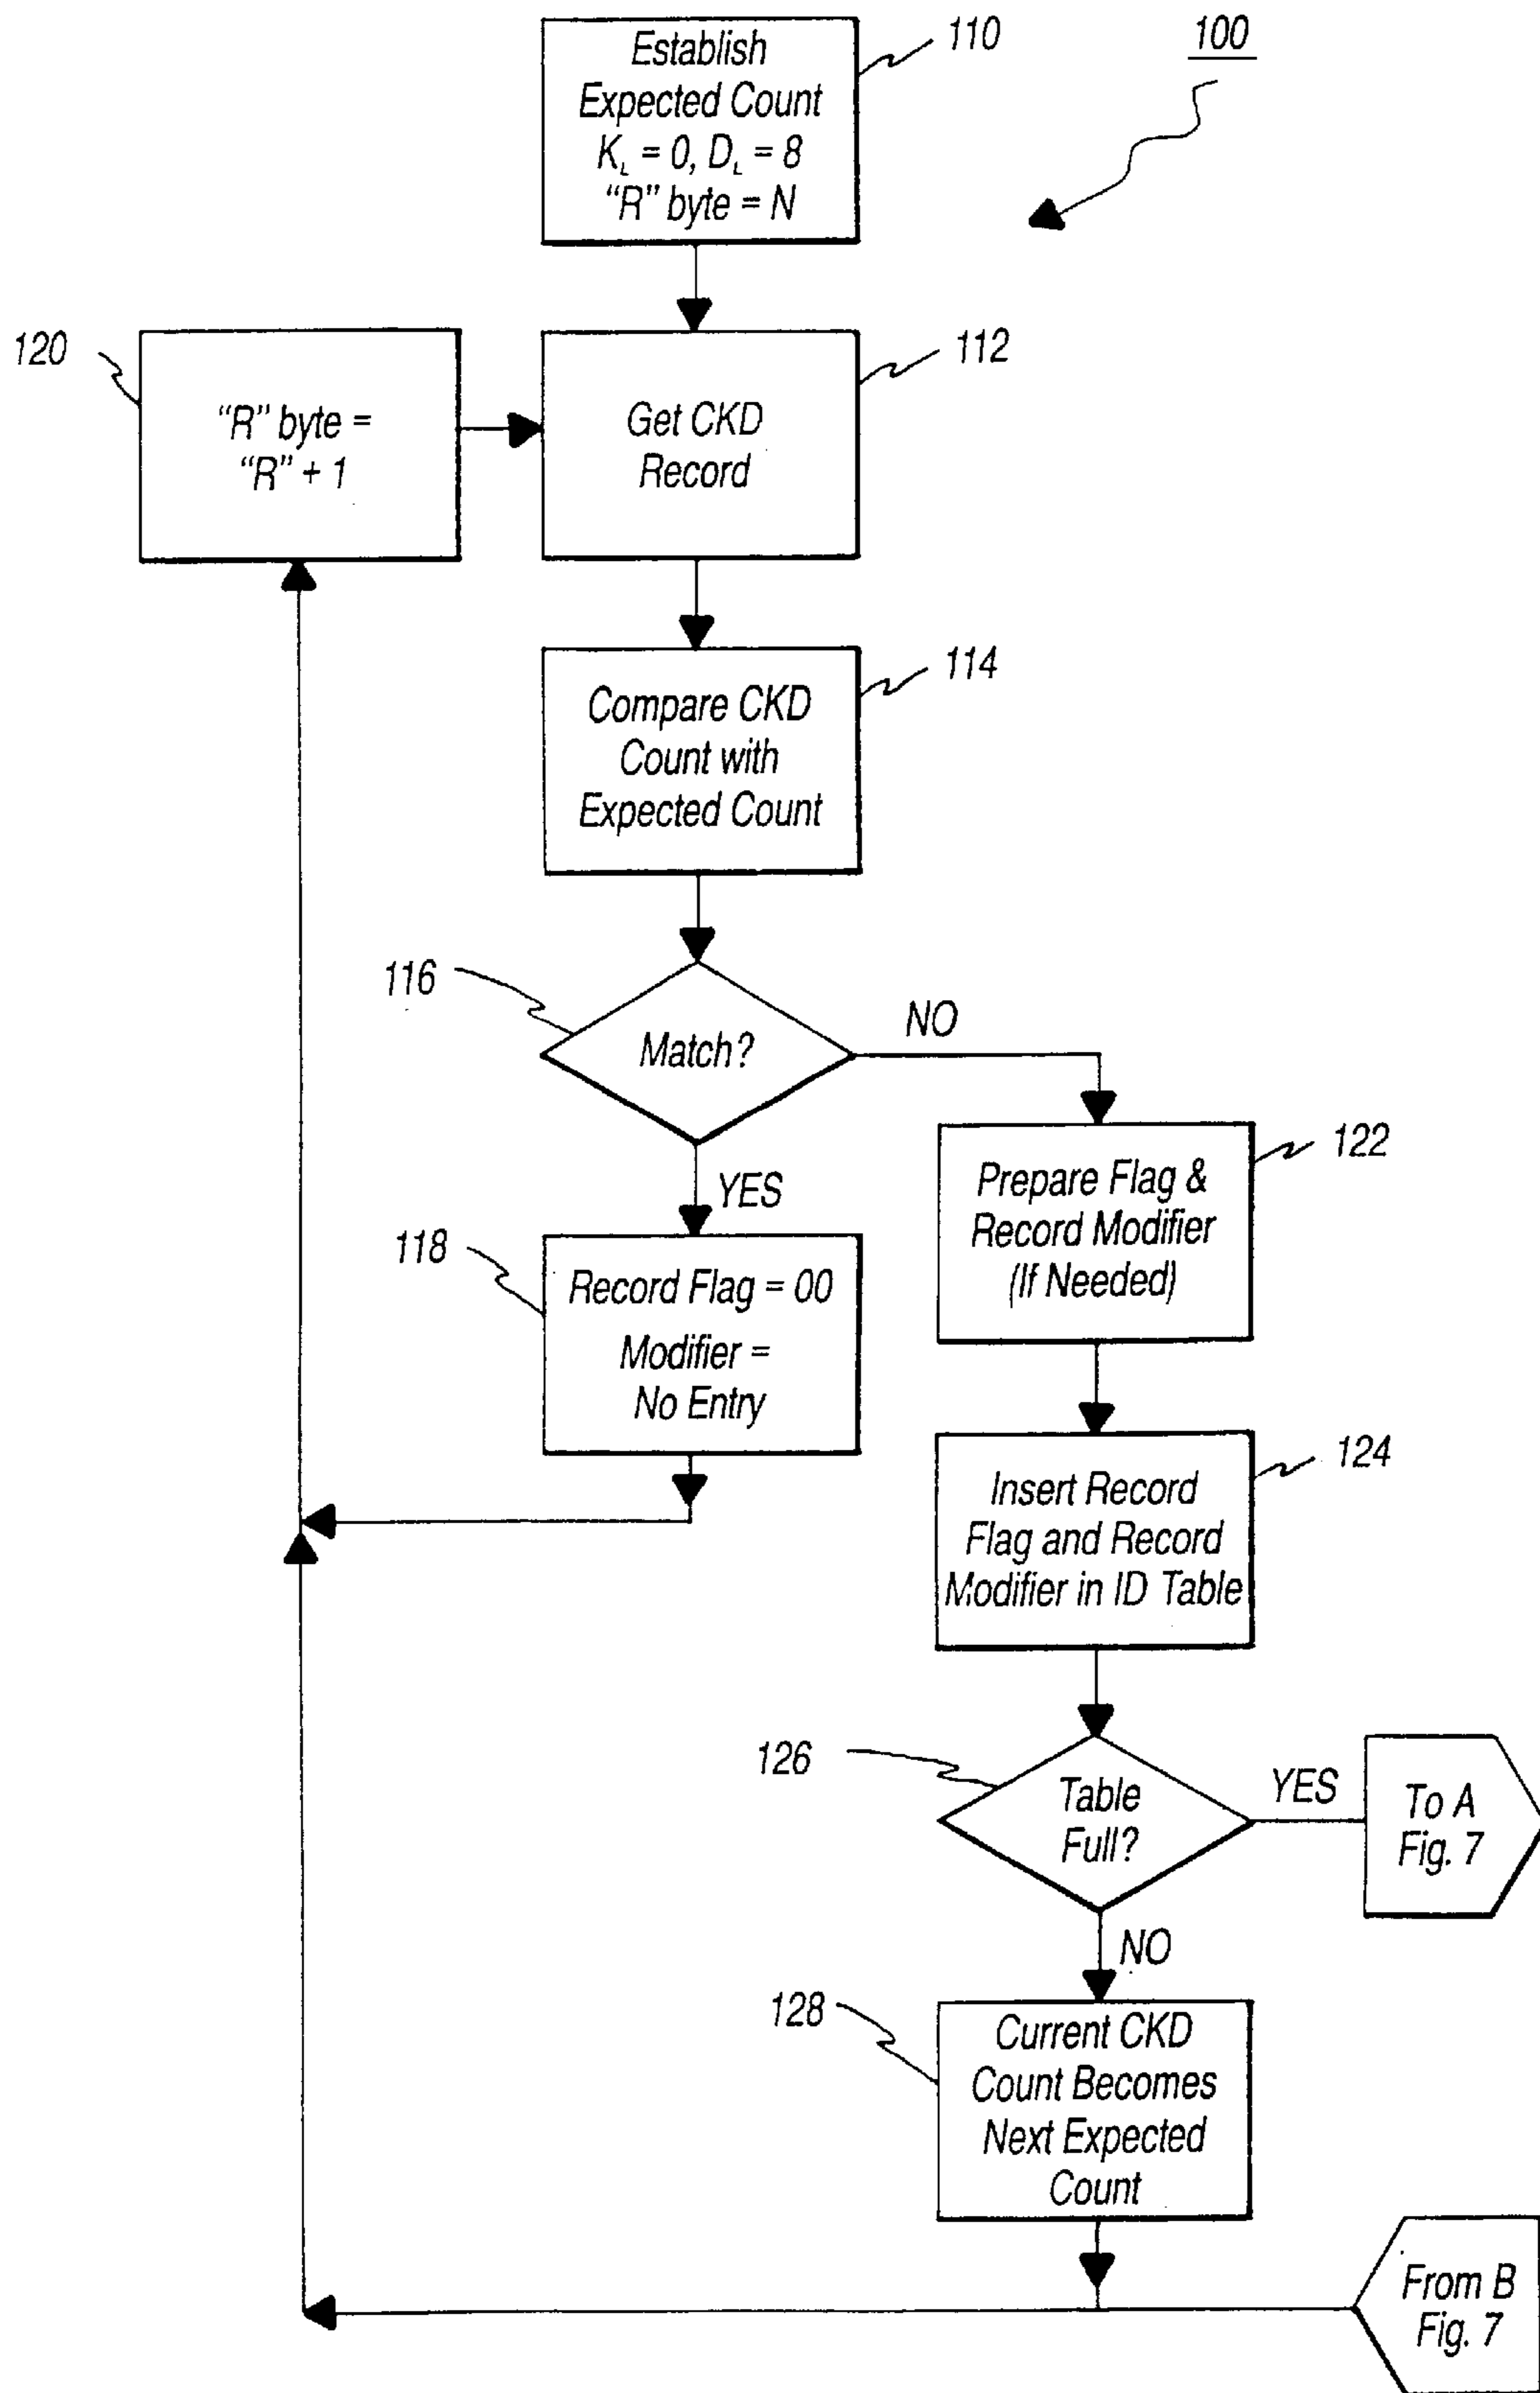 Establish
Expected Count
K_L = 0, D_L = 8
"R" byte = N
110
100
120
"R" byte =
"R" + 1
Get CKD
Record
112
Compare CKD
Count with
Expected Count
114
116
Match?
NO
YES
118
Record Flag = 00
Modifier =
No Entry
Prepare Flag &
Record Modifier
(If Needed)
122
Insert Record
Flag and Record
Modifier in ID Table
124
126
Table
Full?
YES
To A
Fig. 7
NO
128
Current CKD
Count Becomes
Next Expected
Count
From B
Fig. 7